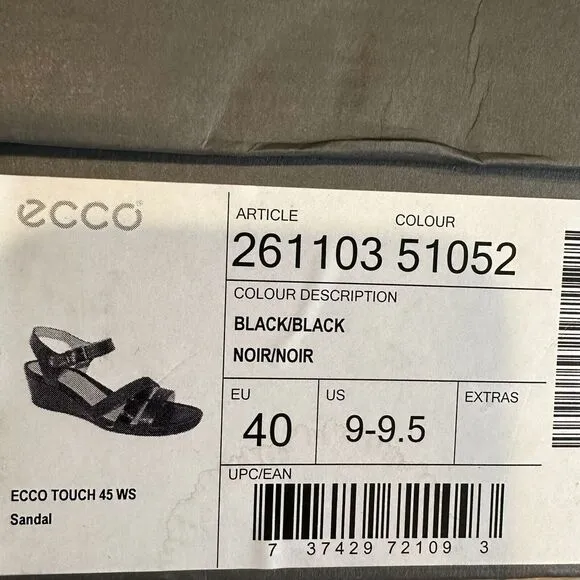 ecco
ARTICLE COLOUR
261103 51052
COLOUR DESCRIPTION
BLACK/BLACK
NOIR/NOIR
EU US EXTRAS
40 9-9.5
UPC/EAN
ECCO TOUCH 45 WS
Sandal
7 37429 72109 3